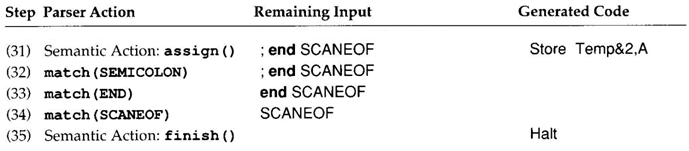 Step Parser Action Remaining Input Generated Code
(31) Semantic Action: assign() ; end SCANEOF Store Temp&2,A
(32) match(SEMICOLON) ; end SCANEOF
(33) match(END) end SCANEOF
(34) match(SCANEOF) SCANEOF
(35) Semantic Action: finish() Halt